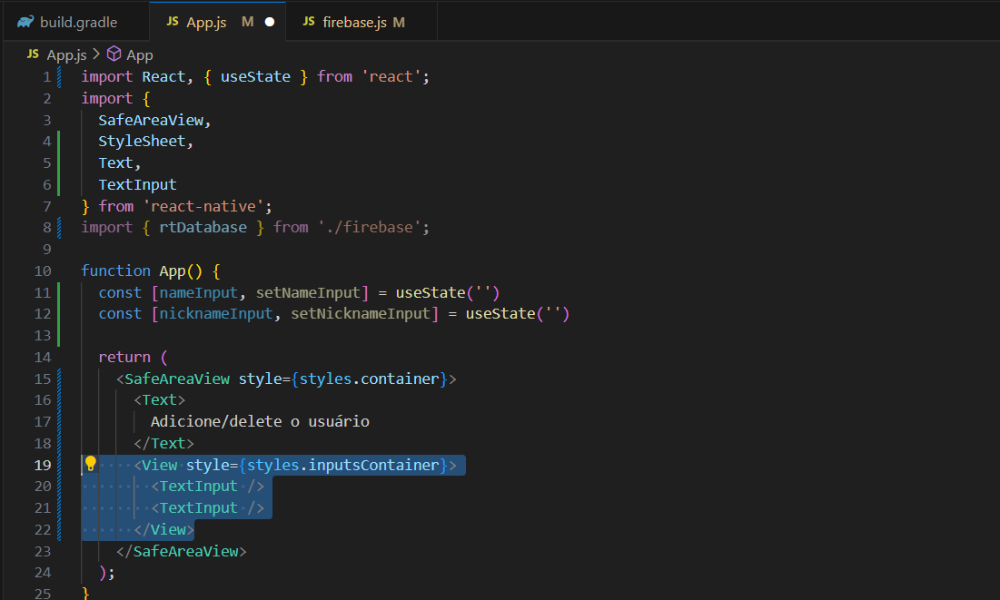 build.gradle
JS App.js M
JS firebase.js M
JS App.js > App
1 import React, { useState } from 'react';
2 import {
3   SafeAreaView,
4   StyleSheet,
5   Text,
6   TextInput
7 } from 'react-native';
8 import { rtDatabase } from './firebase';
9
10 function App() {
11   const [nameInput, setNameInput] = useState('')
12   const [nicknameInput, setNicknameInput] = useState('')
13
14   return (
15     <SafeAreaView style={styles.container}>
16       <Text>
17         Adicione/delete o usuário
18       </Text>
19       <View style={styles.inputsContainer}>
20         <TextInput />
21         <TextInput />
22       </View>
23     </SafeAreaView>
24   );
25 }